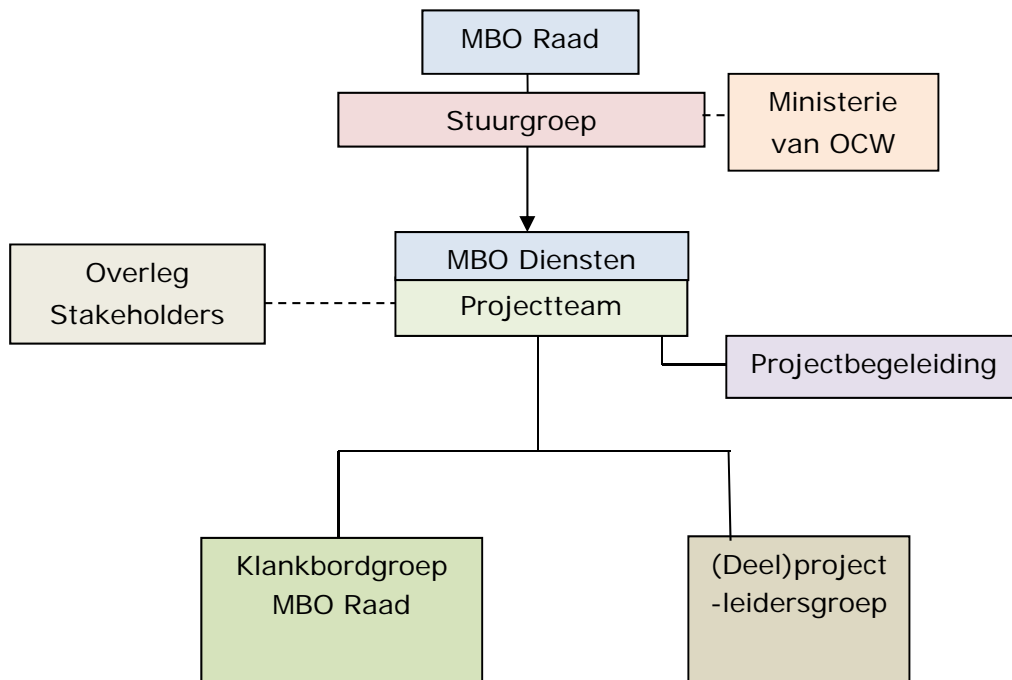 MBO Raad
Stuurgroep
Ministerie
van OCW
MBO Diensten
Projectteam
Overleg
Stakeholders
Projectbegeleiding
Klankbordgroep
MBO Raad
(Deel)project
-leidersgroep